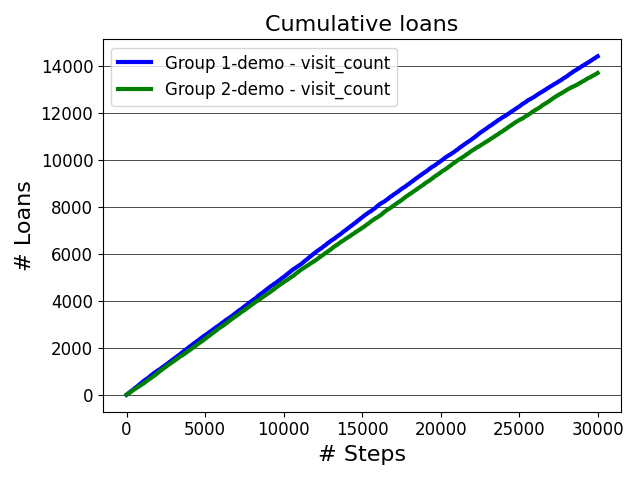 Cumulative loans
Group 1-demo - visit_count
Group 2-demo - visit_count
# Loans
14000
12000
10000
8000
6000
4000
2000
0
0 5000 10000 15000 20000 25000 30000
# Steps